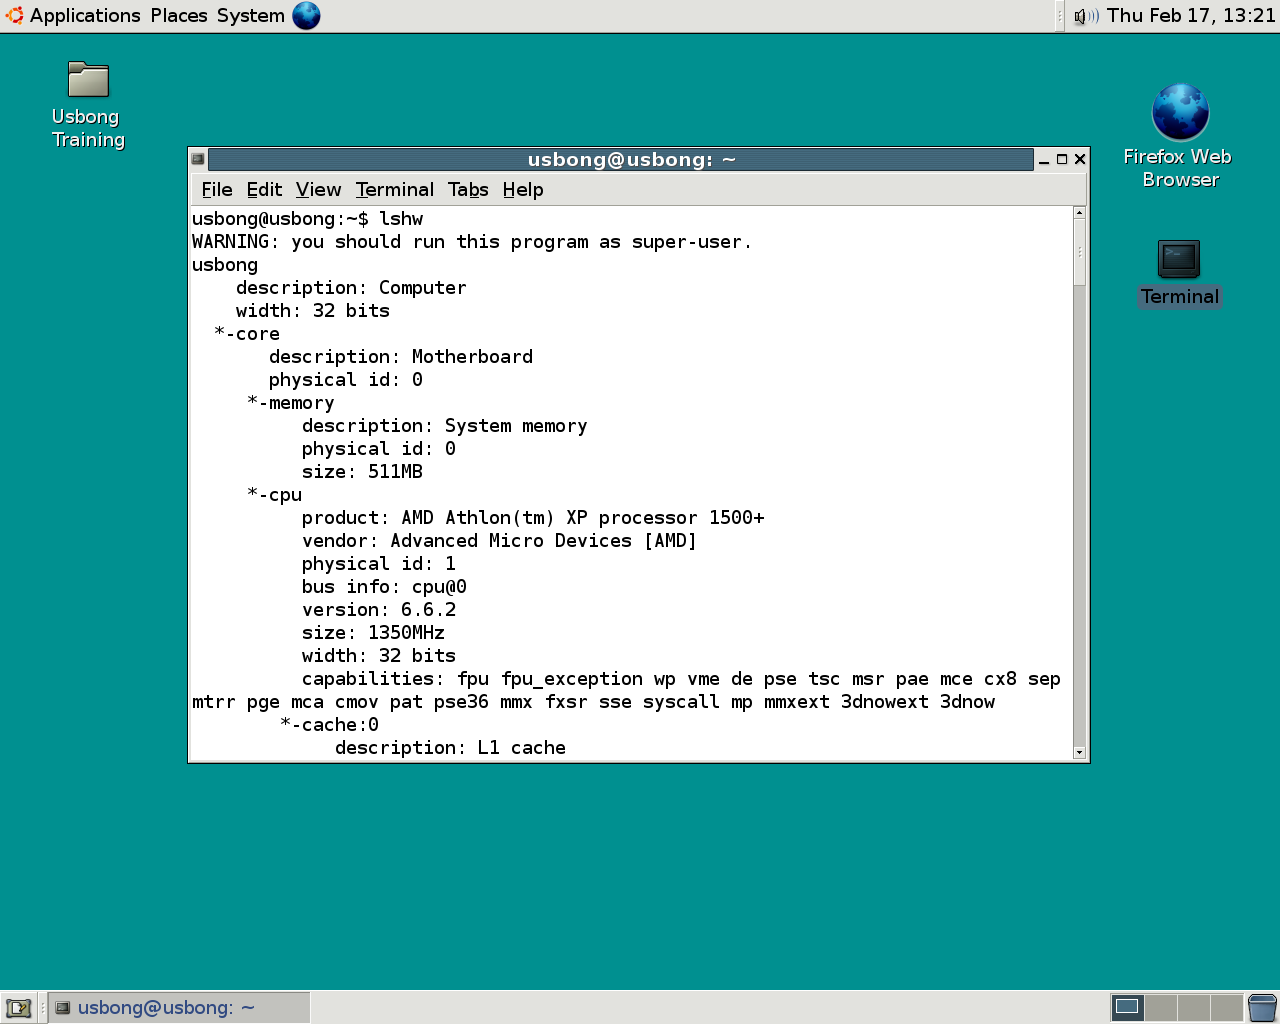 Applications Places System
Thu Feb 17, 13:21
Usbong
Training
Firefox Web
Browser
Terminal
usbong@usbong: ~
File Edit View Terminal Tabs Help
usbong@usbong:~$ lshw
WARNING: you should run this program as super-user.
usbong
    description: Computer
    width: 32 bits
  *-core
       description: Motherboard
       physical id: 0
     *-memory
          description: System memory
          physical id: 0
          size: 511MB
     *-cpu
          product: AMD Athlon(tm) XP processor 1500+
          vendor: Advanced Micro Devices [AMD]
          physical id: 1
          bus info: cpu@0
          version: 6.6.2
          size: 1350MHz
          width: 32 bits
          capabilities: fpu fpu_exception wp vme de pse tsc msr pae mce cx8 sep
mtrr pge mca cmov pat pse36 mmx fxsr sse syscall mp mmxext 3dnowext 3dnow
        *-cache:0
             description: L1 cache
usbong@usbong: ~